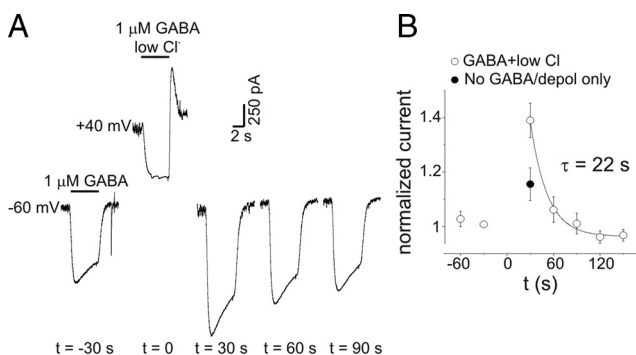 A
1 μM GABA
low Cl-
+40 mV
250 pA
2 s
1 μM GABA
-60 mV
t = -30 s
t = 0
t = 30 s
t = 60 s
t = 90 s
B
GABA+low Cl
No GABA/depol only
normalized current
1.4
1.2
1
τ = 22 s
-60
0
60
120
t (s)